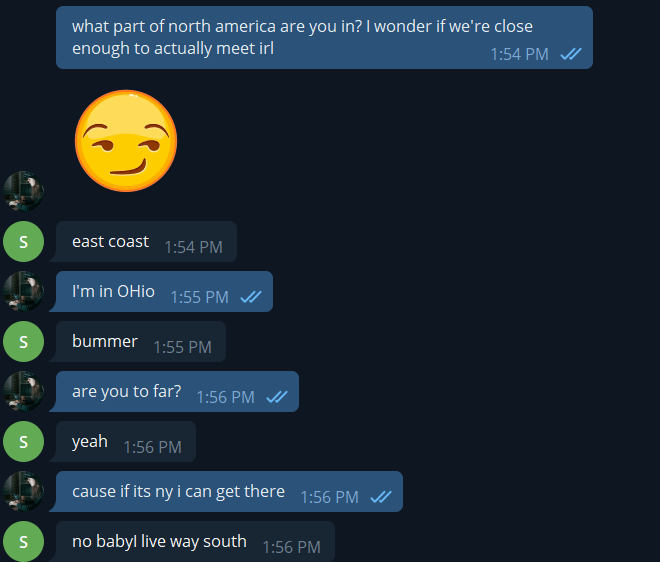 what part of north america are you in? I wonder if we're close
enough to actually meet irl
1:54 PM
S
east coast 1:54 PM
I'm in OHio 1:55 PM
S
bummer 1:55 PM
are you to far? 1:56 PM
S
yeah 1:56 PM
cause if its ny i can get there 1:56 PM
S
no babyI live way south 1:56 PM